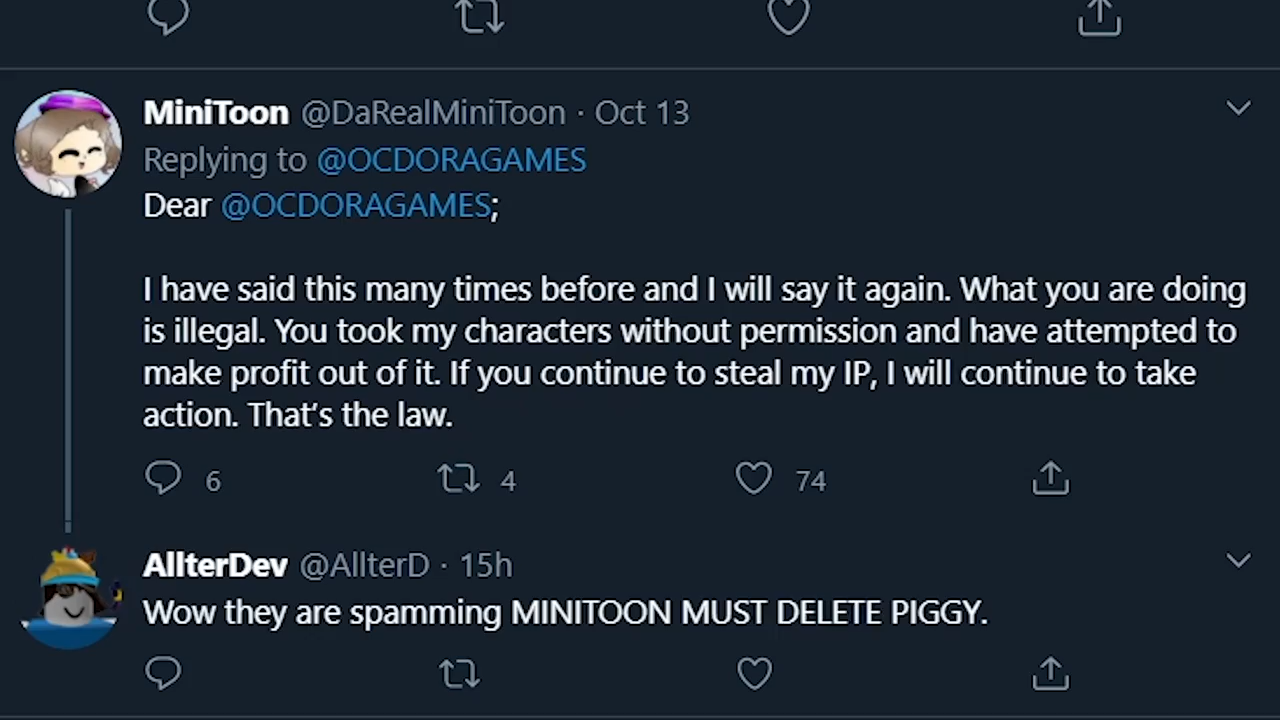 MiniToon @DaRealMiniToon · Oct 13
Replying to @OCDORAGAMES
Dear @OCDORAGAMES;
I have said this many times before and I will say it again. What you are doing
is illegal. You took my characters without permission and have attempted to
make profit out of it. If you continue to steal my IP, I will continue to take
action. That's the law.
6 4 74
AllterDev @AllterD · 15h
Wow they are spamming MINITOON MUST DELETE PIGGY.